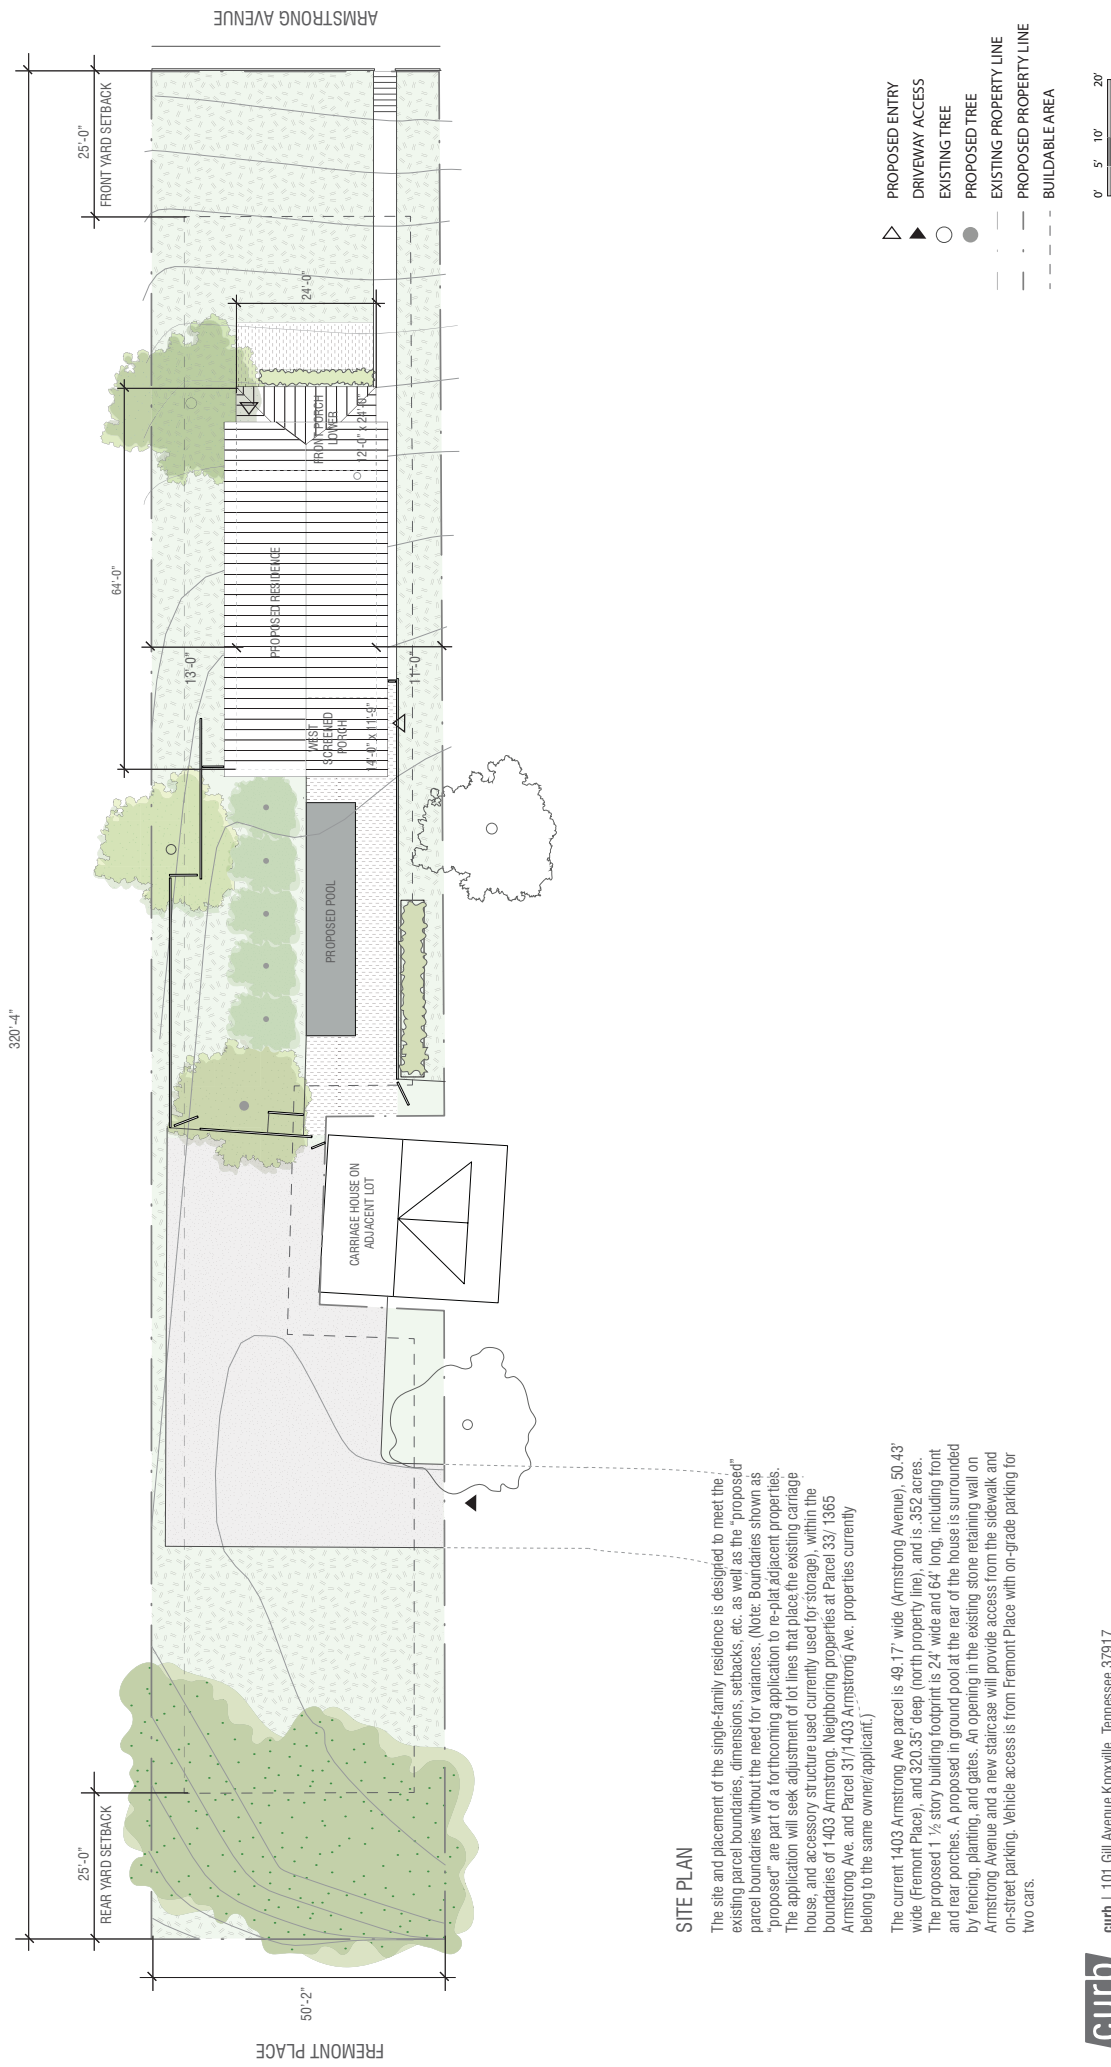 ARMSTRONG AVENUE
320'-4"
25'-0"
FRONT YARD SETBACK
24'-0"
64'-0"
FRONT PORCH
LOWER
12'-0" x 24'-0"
PROPOSED RESIDENCE
13'-0"
11'-0"
WEST
SCREENED
PORCH
14'-0" x 11'-9"
PROPOSED POOL
CARRIAGE HOUSE ON
ADJACENT LOT
25'-0"
REAR YARD SETBACK
50'-2"
FREMONT PLACE
PROPOSED ENTRY
DRIVEWAY ACCESS
EXISTING TREE
PROPOSED TREE
EXISTING PROPERTY LINE
PROPOSED PROPERTY LINE
BUILDABLE AREA
0' 5' 10' 20'
SITE PLAN
The site and placement of the single-family residence is designed to meet the
existing parcel boundaries, dimensions, setbacks, etc. as well as the "proposed"
parcel boundaries without the need for variances. (Note: Boundaries shown as
"proposed" are part of a forthcoming application to re-plat adjacent properties.
The application will seek adjustment of lot lines that place the existing carriage
house, and accessory structure used currently used for storage), within the
boundaries of 1403 Armstrong. Neighboring properties at Parcel 33/ 1365
Armstrong Ave. and Parcel 31/1403 Armstrong Ave. properties currently
belong to the same owner/applicant.)
The current 1403 Armstrong Ave parcel is 49.17' wide (Armstrong Avenue), 50.43'
wide (Fremont Place), and 320.35' deep (north property line), and is .352 acres.
The proposed 1 ½ story building footprint is 24' wide and 64' long, including front
and rear porches. A proposed in ground pool at the rear of the house is surrounded
by fencing, planting, and gates. An opening in the existing stone retaining wall on
Armstrong Avenue and a new staircase will provide access from the sidewalk and
on-street parking. Vehicle access is from Fremont Place with on-grade parking for
two cars.
curb
curb | 101 Gill Avenue Knoxville, Tennessee 37917